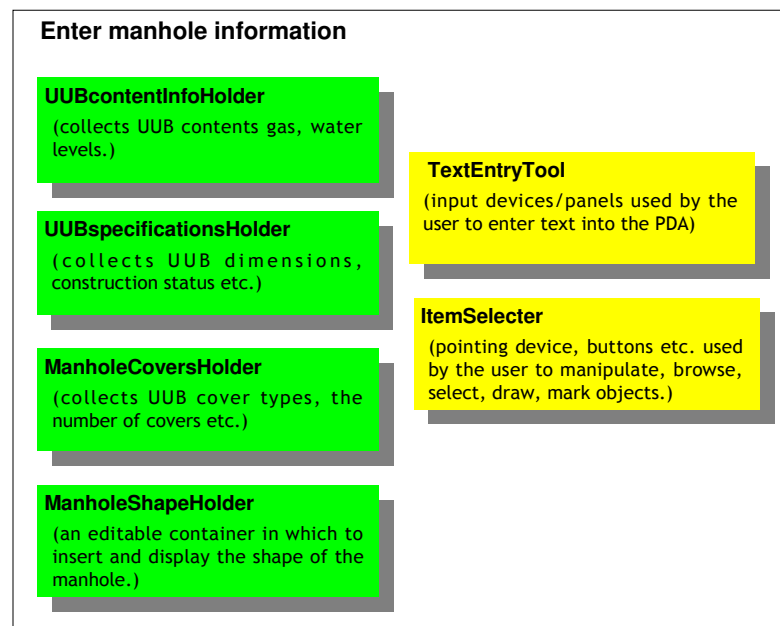 Enter manhole information
UUBcontentInfoHolder
(collects UUB contents gas, water
levels.)
UUBspecificationsHolder
(collects UUB dimensions,
construction status etc.)
ManholeCoversHolder
(collects UUB cover types, the
number of covers etc.)
ManholeShapeHolder
(an editable container in which to
insert and display the shape of the
manhole.)
TextEntryTool
(input devices/panels used by the
user to enter text into the PDA)
ItemSelecter
(pointing device, buttons etc. used
by the user to manipulate, browse,
select, draw, mark objects.)